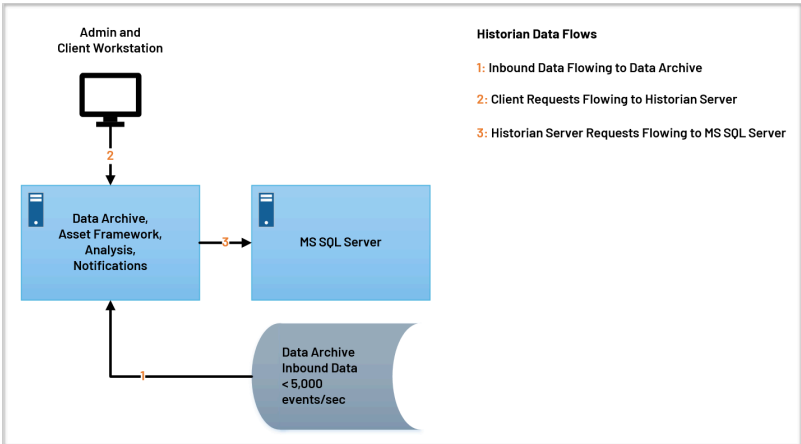 Admin and
Client Workstation
2
Data Archive,
Asset Framework,
Analysis,
Notifications
3
MS SQL Server
1
Data Archive
Inbound Data
< 5,000
events/sec
Historian Data Flows
1: Inbound Data Flowing to Data Archive
2: Client Requests Flowing to Historian Server
3: Historian Server Requests Flowing to MS SQL Server